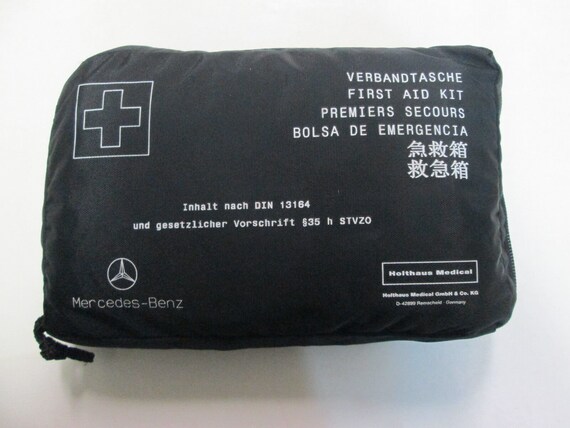 VERBANDTASCHE
FIRST AID KIT
PREMIERS SECOURS
BOLSA DE EMERGENCIA
急救箱
救急箱
Inhalt nach DIN 13164
und gesetzlicher Vorschrift §35 h STVZO
Mercedes-Benz
Holthaus Medical
Holthaus Medical GmbH & Co. KG
D-42899 Remscheid · Germany